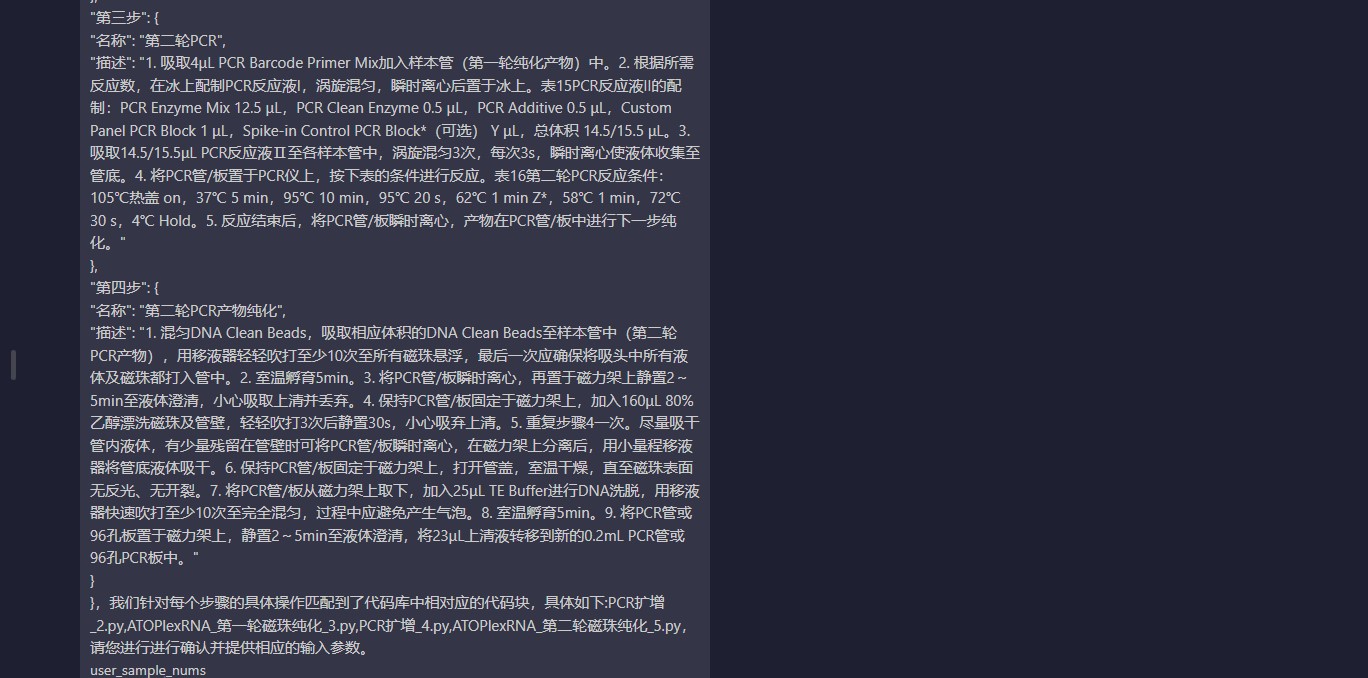 "第三步": {
"名称": "第二轮PCR",
"描述": "1. 吸取4μL PCR Barcode Primer Mix加入样本管（第一轮纯化产物）中。2. 根据所需
反应数，在冰上配制PCR反应液Ⅰ，涡旋混匀，瞬时离心后置于冰上。表15PCR反应液II的配
制：PCR Enzyme Mix 12.5 μL，PCR Clean Enzyme 0.5 μL，PCR Additive 0.5 μL，Custom
Panel PCR Block 1 μL，Spike-in Control PCR Block*（可选） Y μL，总体积 14.5/15.5 μL。3.
吸取14.5/15.5μL PCR反应液Ⅱ至各样本管中，涡旋混匀3次，每次3s，瞬时离心使液体收集至
管底。4. 将PCR管/板置于PCR仪上，按下表的条件进行反应。表16第二轮PCR反应条件：
105℃热盖 on，37℃ 5 min，95℃ 10 min，95℃ 20 s，62℃ 1 min Z*，58℃ 1 min，72℃
30 s，4℃ Hold。5. 反应结束后，将PCR管/板瞬时离心，产物在PCR管/板中进行下一步纯
化。"
},
"第四步": {
"名称": "第二轮PCR产物纯化",
"描述": "1. 混匀DNA Clean Beads，吸取相应体积的DNA Clean Beads至样本管中（第二轮
PCR产物），用移液器轻轻吹打至少10次至所有磁珠悬浮，最后一次应确保将吸头中所有液
体及磁珠都打入管中。2. 室温孵育5min。3. 将PCR管/板瞬时离心，再置于磁力架上静置2～
5min至液体澄清，小心吸取上清并丢弃。4. 保持PCR管/板固定于磁力架上，加入160μL 80%
乙醇漂洗磁珠及管壁，轻轻吹打3次后静置30s，小心吸弃上清。5. 重复步骤4一次。尽量吸干
管内液体，有少量残留在管壁时可将PCR管/板瞬时离心，在磁力架上分离后，用小量程移液
器将管底液体吸干。6. 保持PCR管/板固定于磁力架上，打开管盖，室温干燥，直至磁珠表面
无反光、无开裂。7. 将PCR管/板从磁力架上取下，加入25μL TE Buffer进行DNA洗脱，用移液
器快速吹打至少10次至完全混匀，过程中应避免产生气泡。8. 室温孵育5min。9. 将PCR管或
96孔板置于磁力架上，静置2～5min至液体澄清，将23μL上清液转移到新的0.2mL PCR管或
96孔PCR板中。"
}
}，我们针对每个步骤的具体操作匹配到了代码库中相对应的代码块，具体如下:PCR扩增
_2.py,ATOPlexRNA_第一轮磁珠纯化_3.py,PCR扩增_4.py,ATOPlexRNA_第二轮磁珠纯化_5.py，
请您进行进行确认并提供相应的输入参数。
user_sample_nums